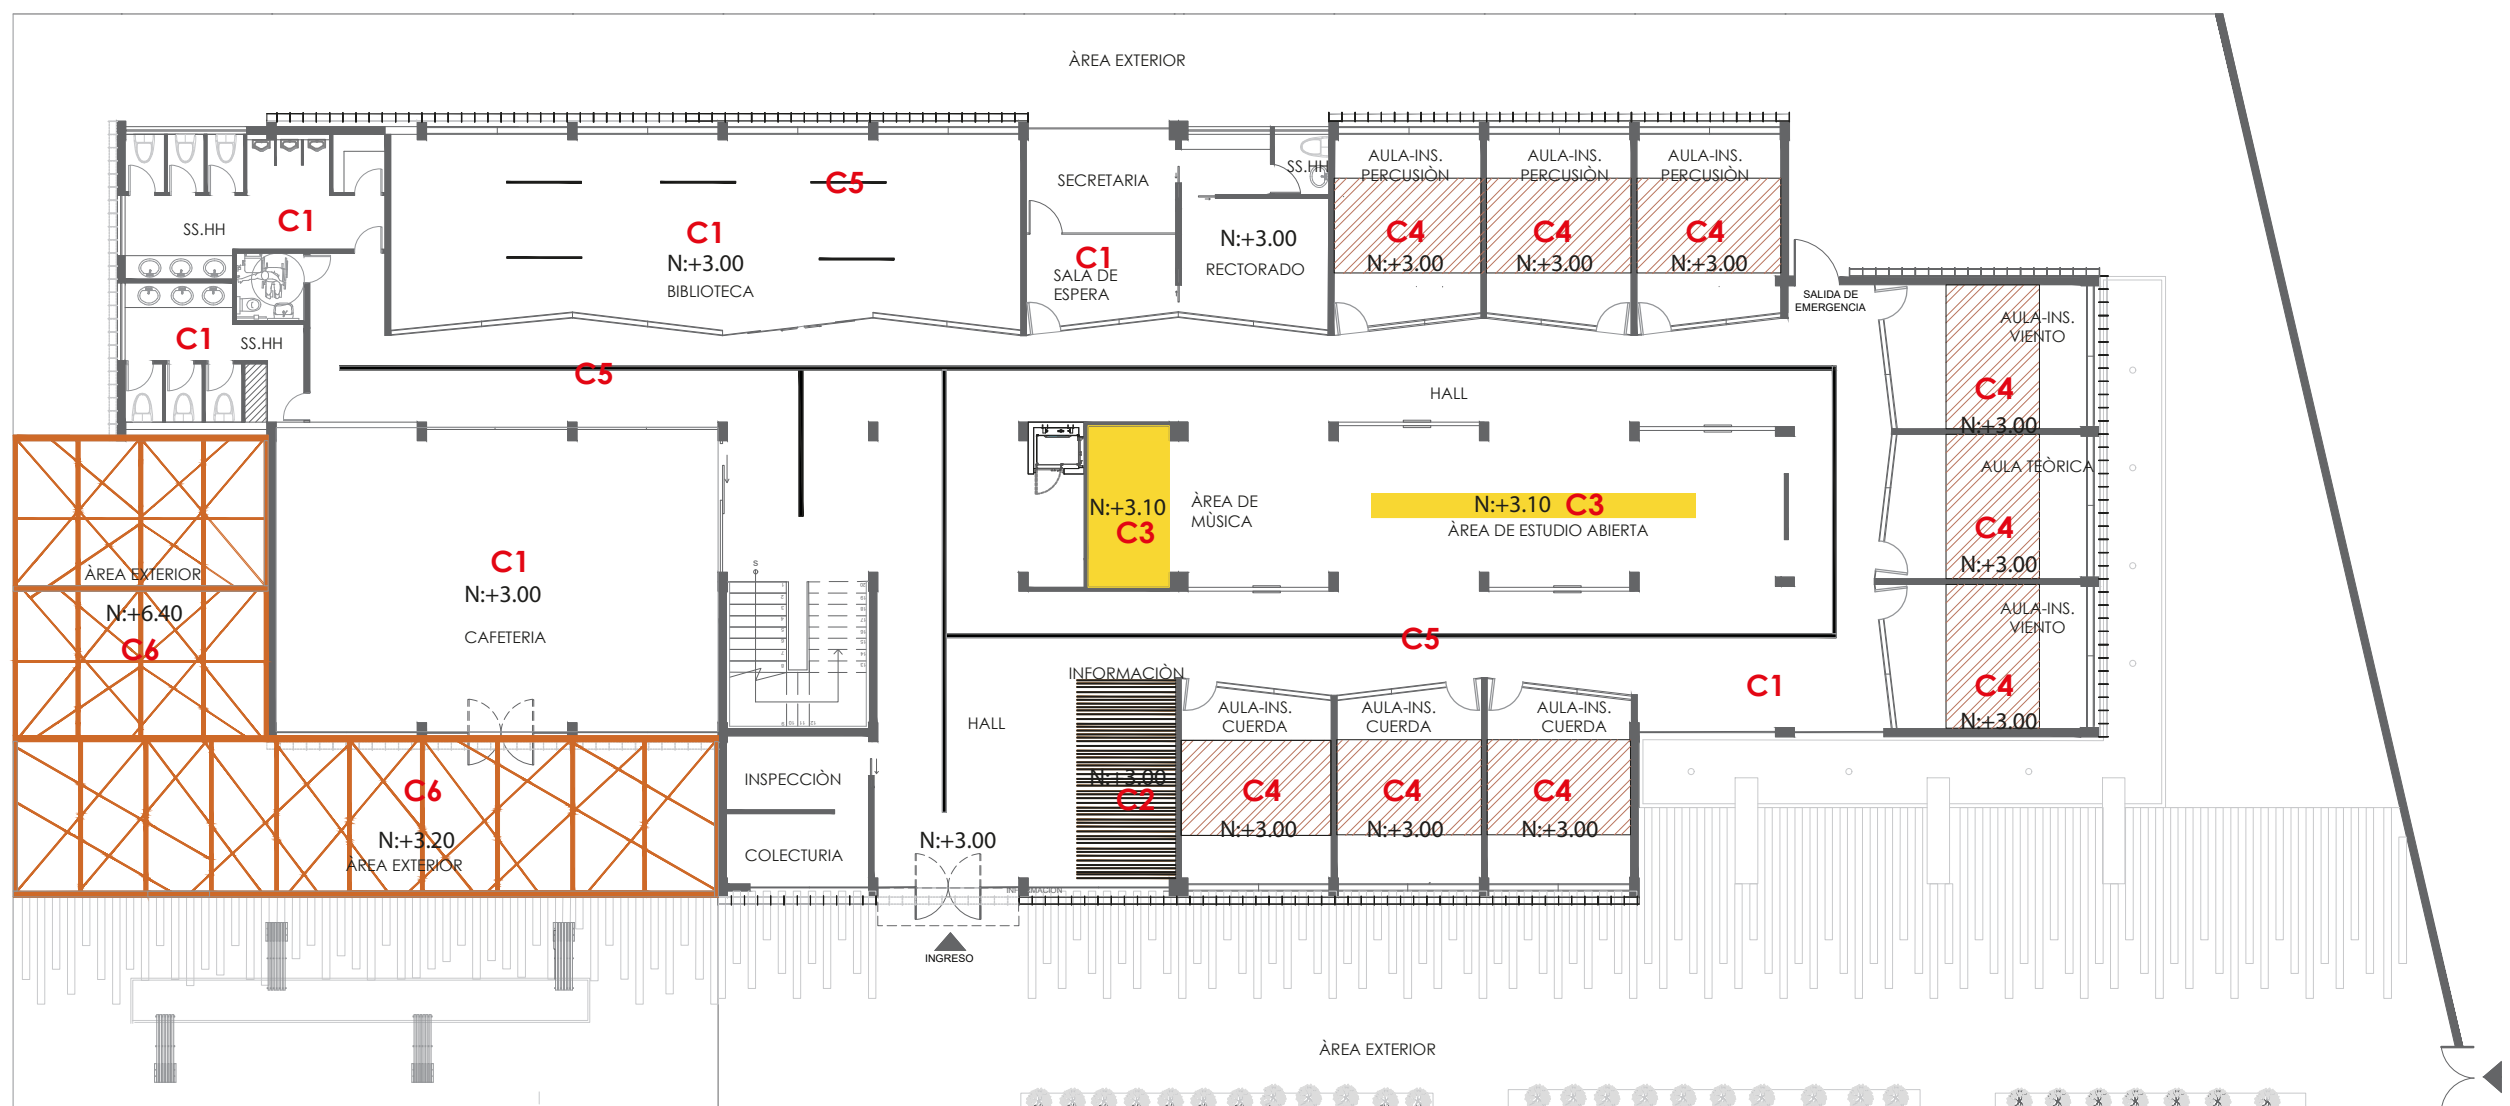 ÀREA EXTERIOR
AULA-INS.
PERCUSIÒN
AULA-INS.
PERCUSIÒN
AULA-INS.
PERCUSIÒN
SS.HH
SECRETARIA
C5
C1
SS.HH
C1
N:+3.00
BIBLIOTECA
C1
SALA DE
ESPERA
N:+3.00
RECTORADO
C4
N:+3.00
C4
N:+3.00
C4
N:+3.00
SALIDA DE
EMERGENCIA
C1
SS.HH
AULA-INS.
VIENTO
C4
N:+3.00
C5
HALL
AULA TEÒRICA
C4
N:+3.00
N:+3.10
C3
ÀREA DE
MÙSICA
N:+3.10 C3
ÀREA DE ESTUDIO ABIERTA
ÀREA EXTERIOR
N:+6.40
C6
C1
N:+3.00
CAFETERIA
S
AULA-INS.
VIENTO
C4
N:+3.00
C5
C1
INFORMACIÒN
HALL
N:+3.00
C2
AULA-INS.
CUERDA
AULA-INS.
CUERDA
AULA-INS.
CUERDA
C4
N:+3.00
C4
N:+3.00
C4
N:+3.00
C6
N:+3.20
ÀREA EXTERIOR
INSPECCIÒN
COLECTURIA
N:+3.00
INGRESO
ÀREA EXTERIOR